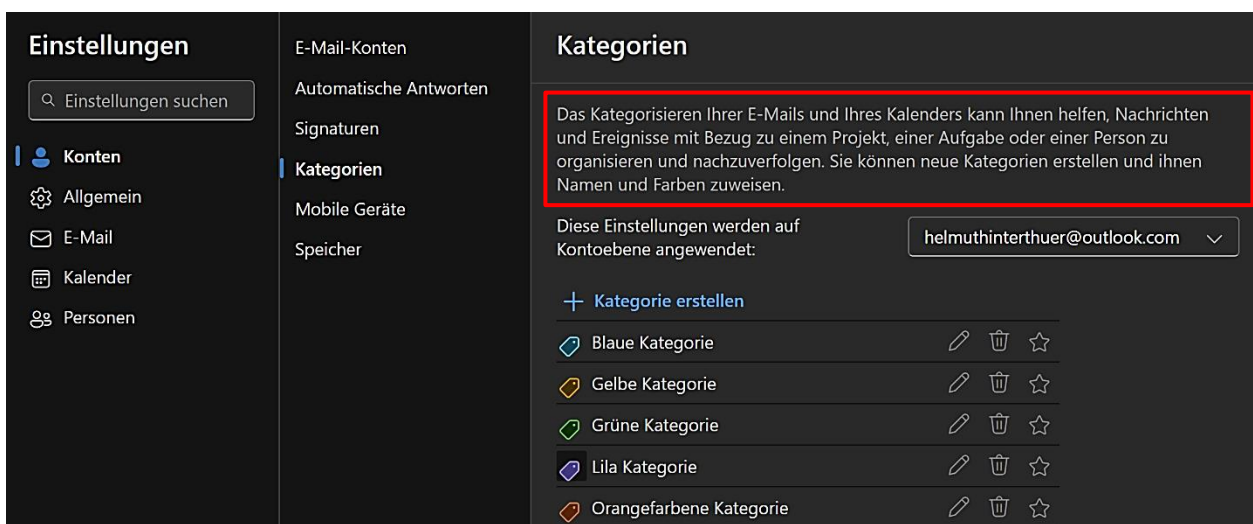 Einstellungen
Einstellungen suchen
Konten
Allgemein
E-Mail
Kalender
Personen
E-Mail-Konten
Automatische Antworten
Signaturen
Kategorien
Mobile Geräte
Speicher
Kategorien
Das Kategorisieren Ihrer E-Mails und Ihres Kalenders kann Ihnen helfen, Nachrichten
und Ereignisse mit Bezug zu einem Projekt, einer Aufgabe oder einer Person zu
organisieren und nachzuverfolgen. Sie können neue Kategorien erstellen und ihnen
Namen und Farben zuweisen.
Diese Einstellungen werden auf
Kontoebene angewendet:
helmuthinterthuer@outlook.com
Kategorie erstellen
Blaue Kategorie
Gelbe Kategorie
Grüne Kategorie
Lila Kategorie
Orangefarbene Kategorie